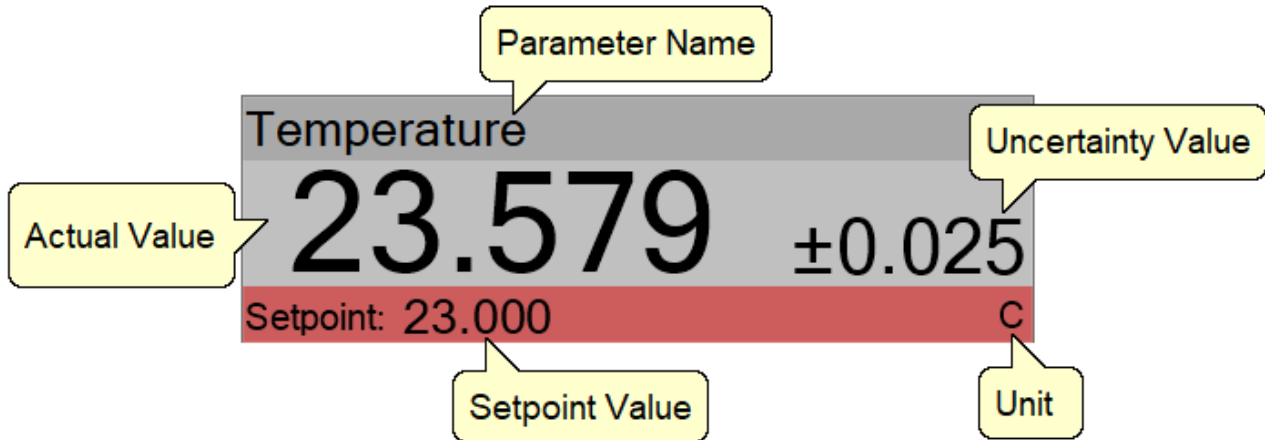 Parameter Name
Temperature
Uncertainty Value
Actual Value
23.579 ±0.025
Setpoint: 23.000 C
Setpoint Value
Unit